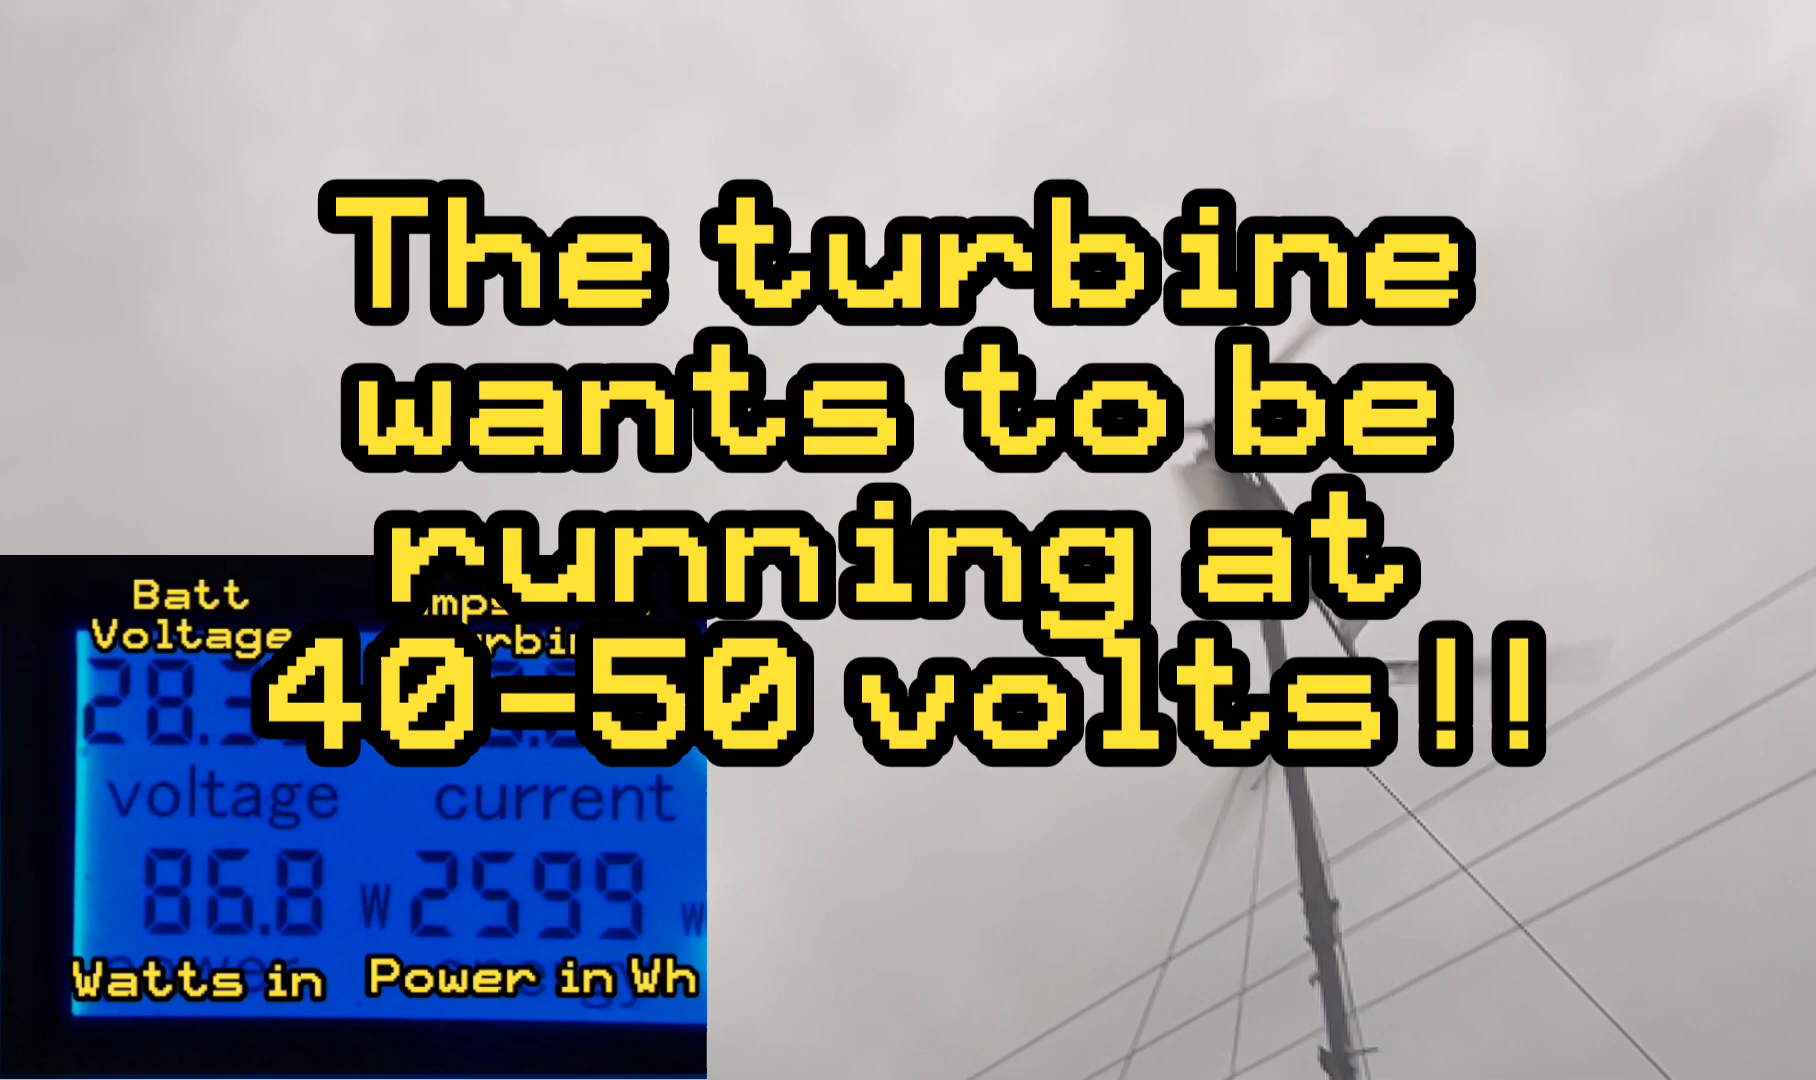 The turbine
wants to be
running at
40-50 volts!!
Batt
Voltage
voltage
current
86.8 W
2599 W
Watts in
Power in Wh